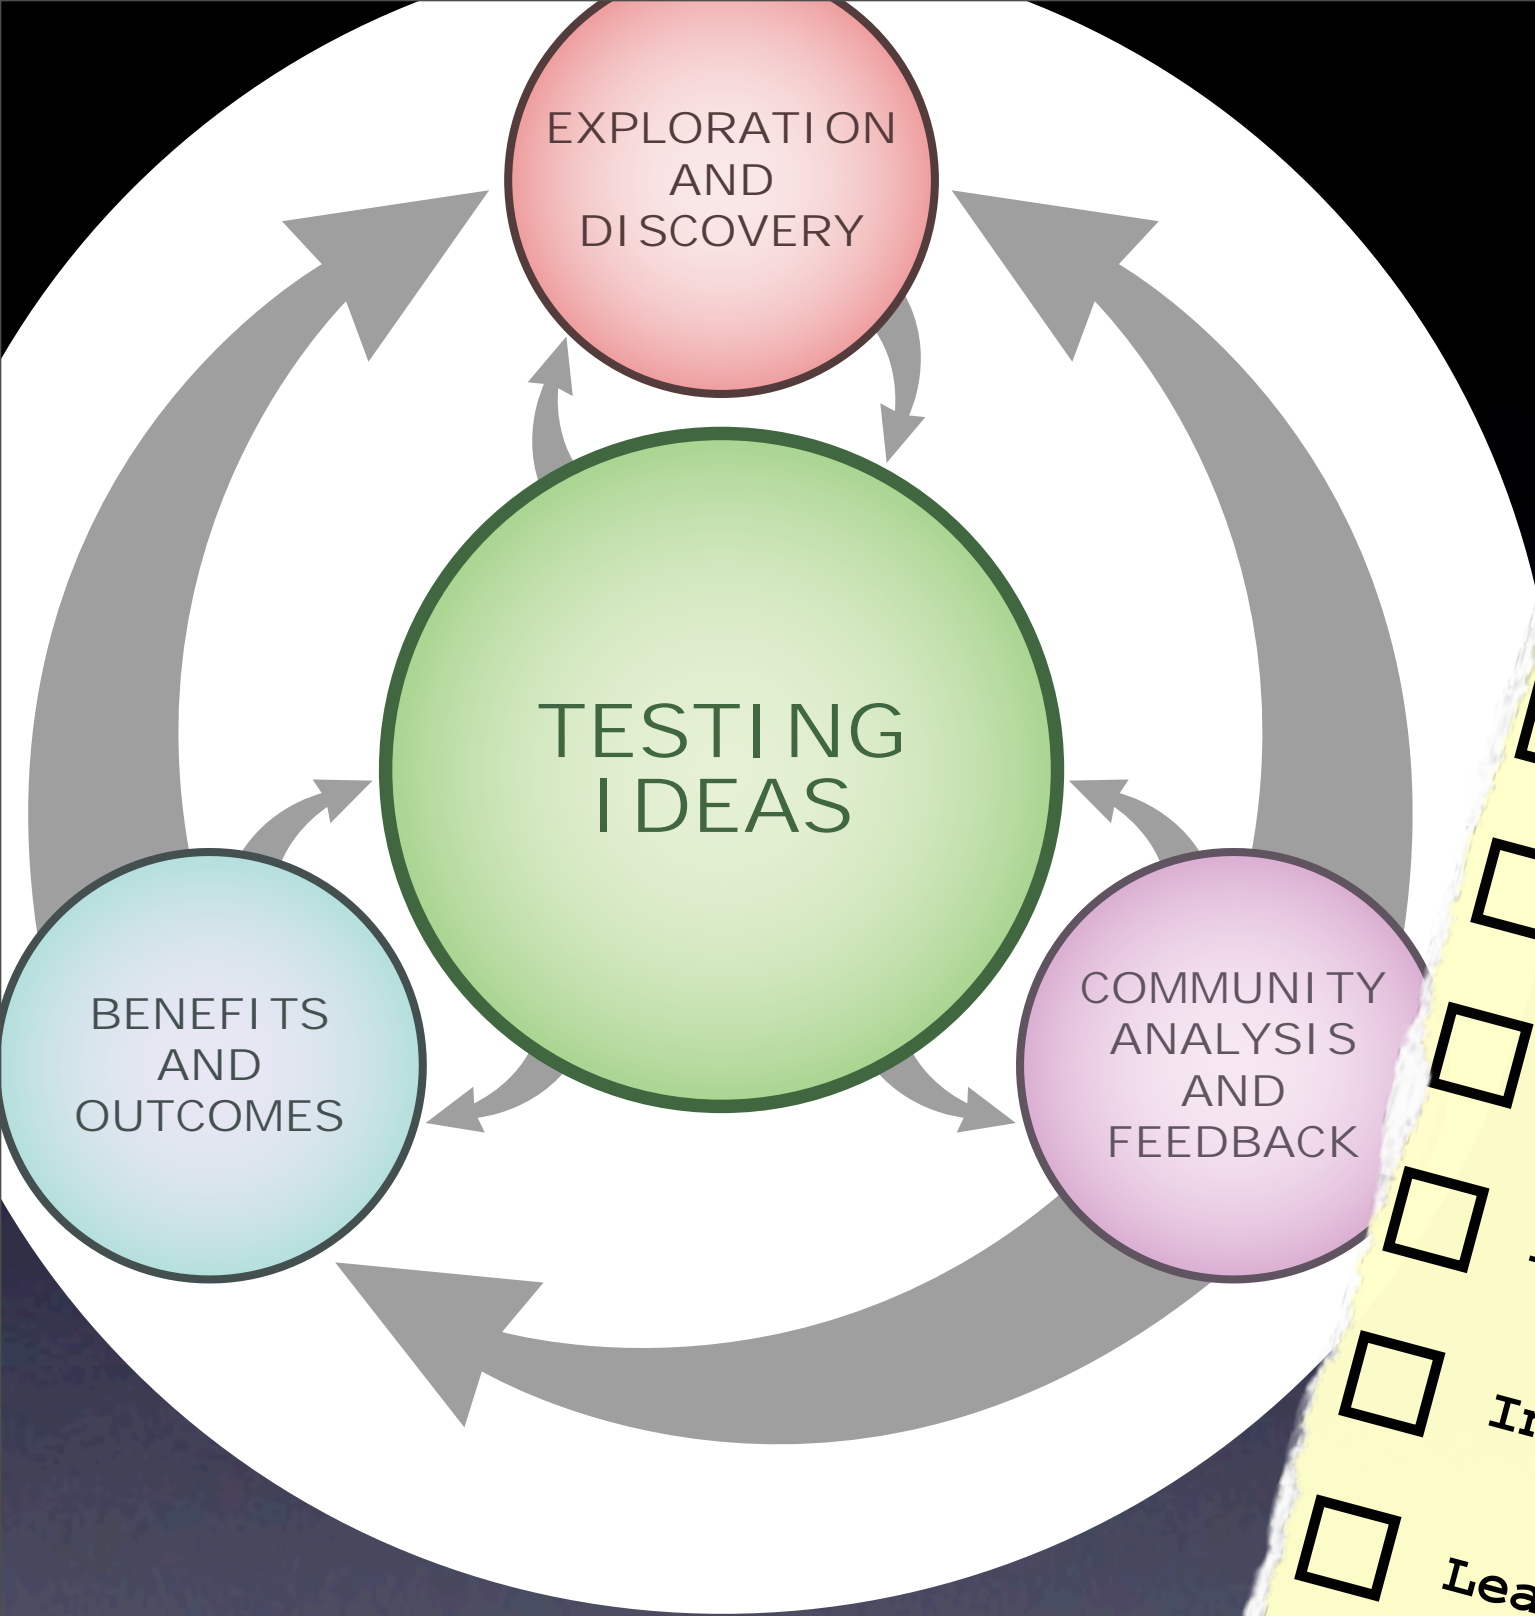 EXPLORATION
AND
DISCOVERY
TESTING
IDEAS
BENEFITS
AND
OUTCOMES
COMMUNITY
ANALYSIS
AND
FEEDBACK